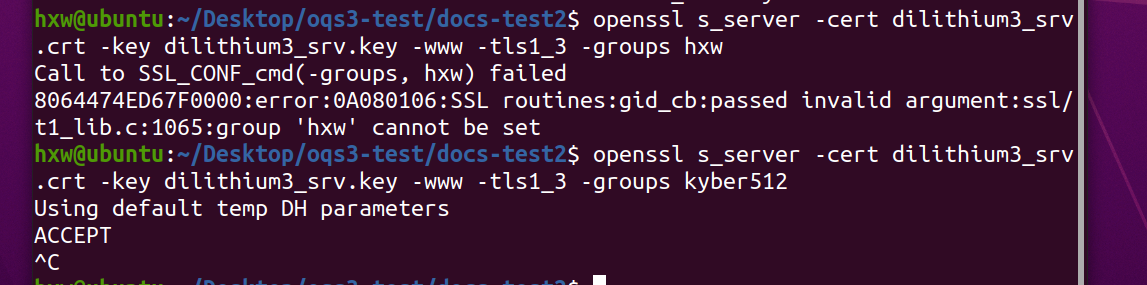 hxw@ubuntu:~/Desktop/oqs3-test/docs-test2$ openssl s_server -cert dilithium3_srv
.crt -key dilithium3_srv.key -www -tls1_3 -groups hxw
Call to SSL_CONF_cmd(-groups, hxw) failed
8064474ED67F0000:error:0A080106:SSL routines:gid_cb:passed invalid argument:ssl/
t1_lib.c:1065:group 'hxw' cannot be set
hxw@ubuntu:~/Desktop/oqs3-test/docs-test2$ openssl s_server -cert dilithium3_srv
.crt -key dilithium3_srv.key -www -tls1_3 -groups kyber512
Using default temp DH parameters
ACCEPT
^C
hxw@ubuntu:~/Desktop/oqs3-test/docs-test2$